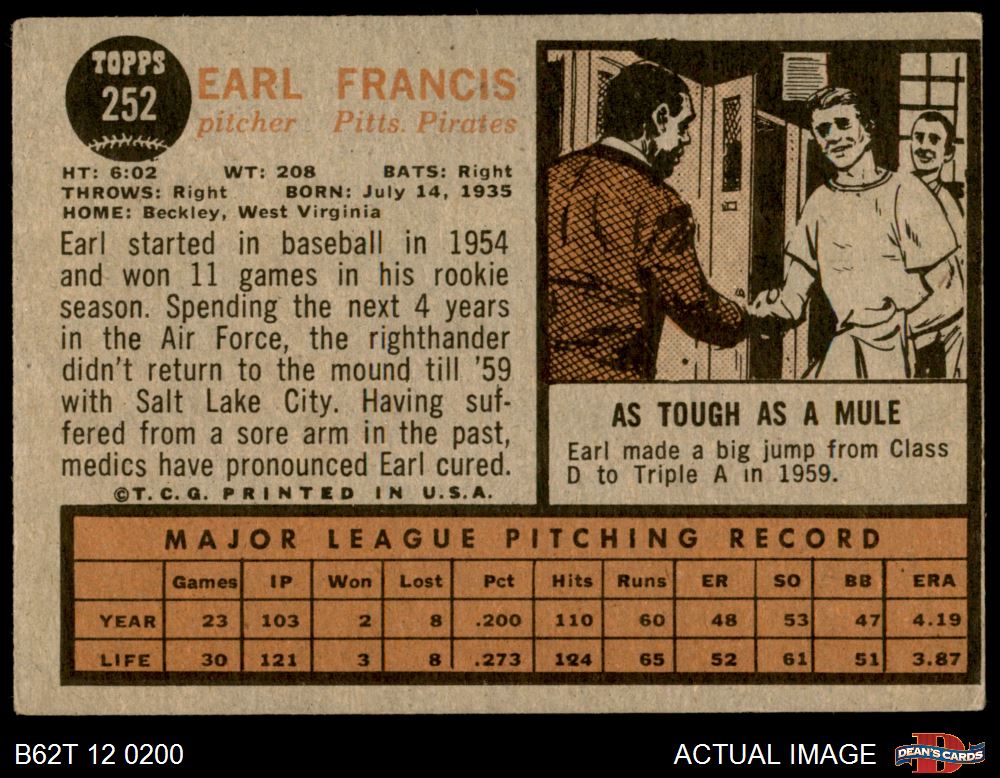 TOPPS
252
EARL FRANCIS
pitcher Pitts. Pirates
HT: 6:02 WT: 208 BATS: Right
THROWS: Right BORN: July 14, 1935
HOME: Beckley, West Virginia
Earl started in baseball in 1954
and won 11 games in his rookie
season. Spending the next 4 years
in the Air Force, the righthander
didn't return to the mound till '59
with Salt Lake City. Having suf-
fered from a sore arm in the past,
medics have pronounced Earl cured.
©T.C.G. PRINTED IN U.S.A.
AS TOUGH AS A MULE
Earl made a big jump from Class
D to Triple A in 1959.
MAJOR LEAGUE PITCHING RECORD
Games IP Won Lost Pct Hits Runs ER SO BB ERA
YEAR 23 103 2 8 .200 110 60 48 53 47 4.19
LIFE 30 121 3 8 .273 124 65 52 61 51 3.87
B62T 12 0200
ACTUAL IMAGE
D
DEAN'S CARDS